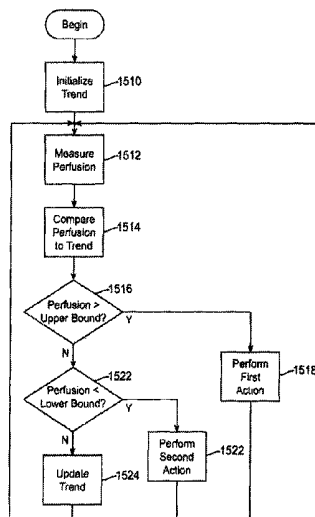 Begin
Initialize
Trend
1510
Measure
Perfusion
1512
Compare
Perfusion
to Trend
1514
1516
Perfusion >
Upper Bound?
Y
N
Perform
First
Action
1518
1522
Perfusion <
Lower Bound?
Y
N
Perform
Second
Action
1522
Update
Trend
1524